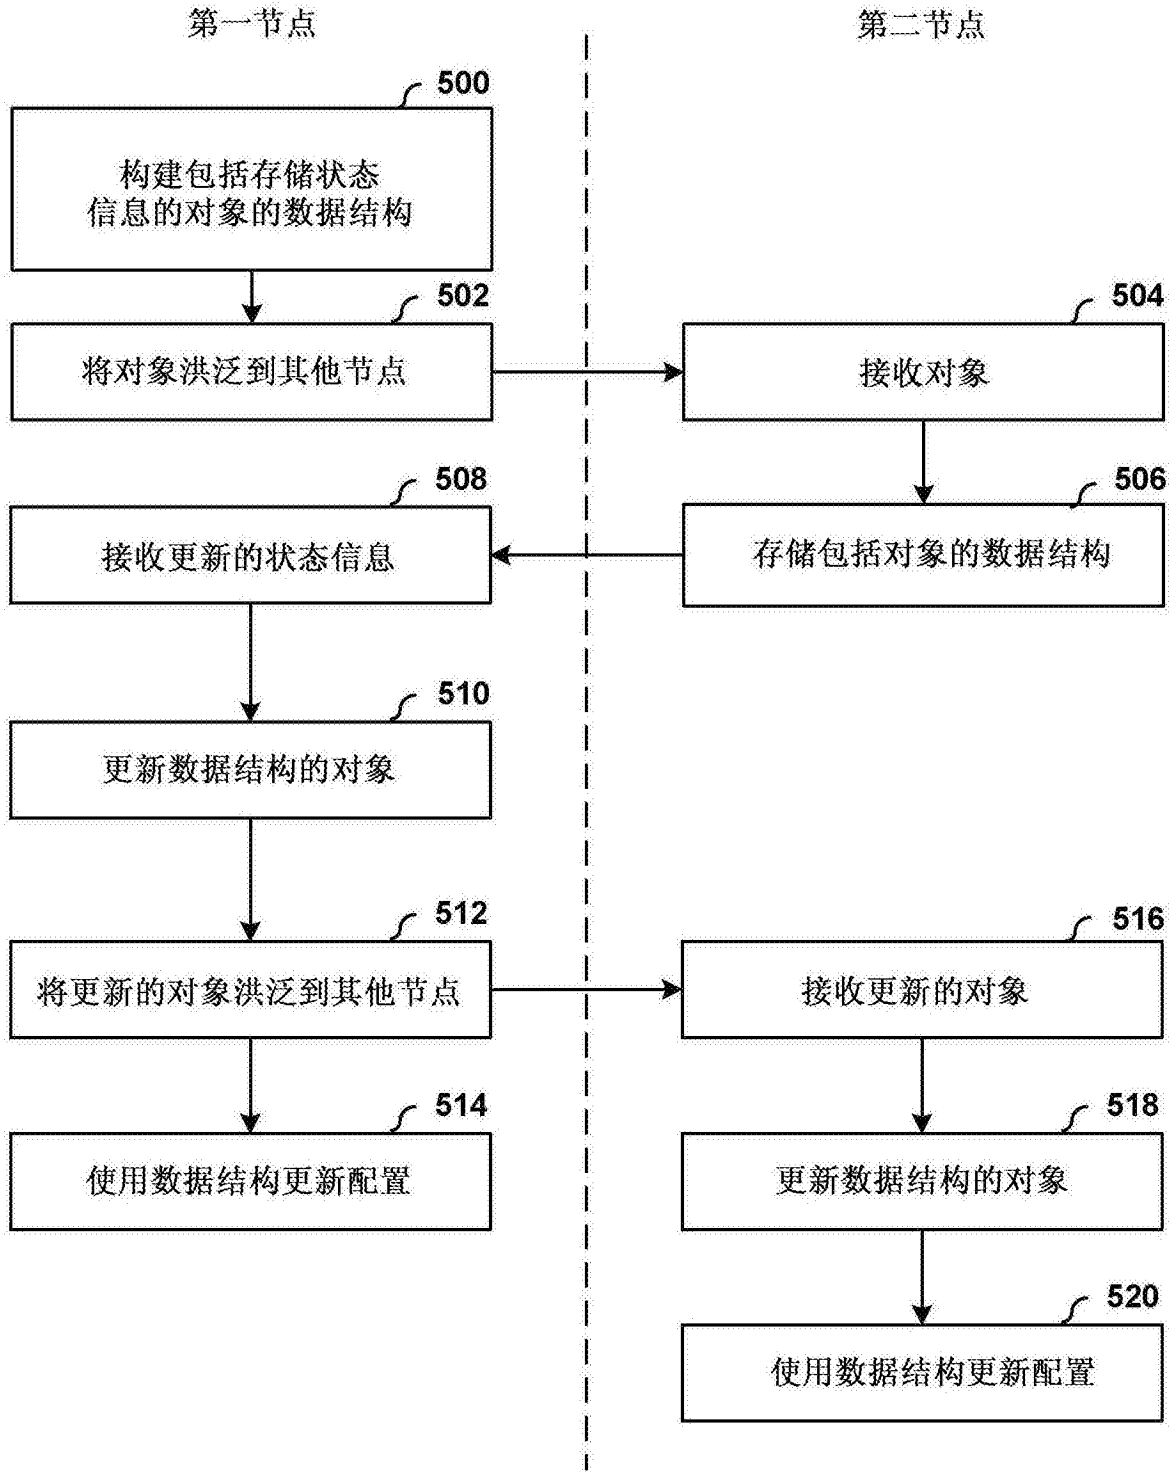 第一节点
第二节点
500
构建包括存储状态
信息的对象的数据结构
502
将对象洪泛到其他节点
504
接收对象
506
存储包括对象的数据结构
508
接收更新的状态信息
510
更新数据结构的对象
512
将更新的对象洪泛到其他节点
514
使用数据结构更新配置
516
接收更新的对象
518
更新数据结构的对象
520
使用数据结构更新配置